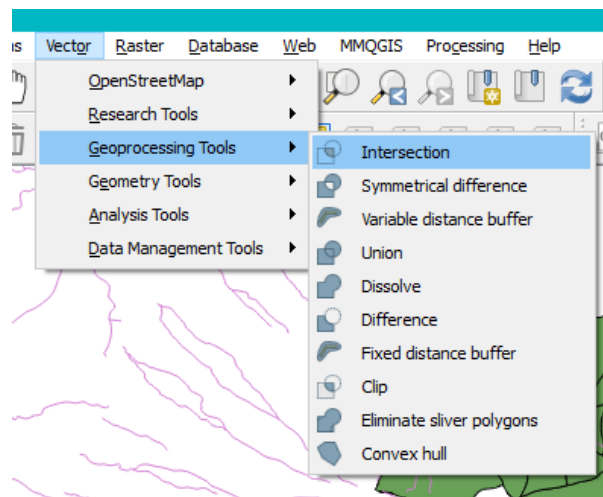 ns Vector Raster Database Web MMQGIS Processing Help
OpenStreetMap
Research Tools
Geoprocessing Tools
Geometry Tools
Analysis Tools
Data Management Tools
Intersection
Symmetrical difference
Variable distance buffer
Union
Dissolve
Difference
Fixed distance buffer
Clip
Eliminate sliver polygons
Convex hull